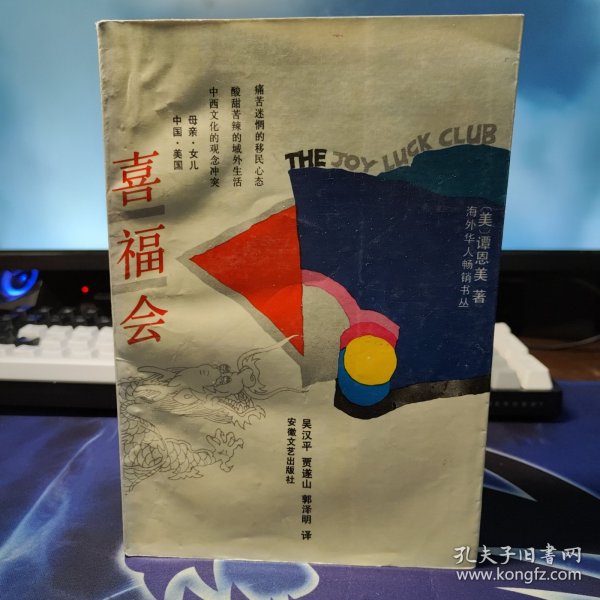 痛苦迷惘的移民心态
酸甜苦辣的域外生活
中西文化的观念冲突
母亲·女儿
中国·美国
喜福会
THE JOY LUCK CLUB
〔美〕谭恩美 著
海外华人畅销书丛
吴汉平 贾遂山 郭泽明 译
安徽文艺出版社
孔夫子旧书网
www.kongfz.com